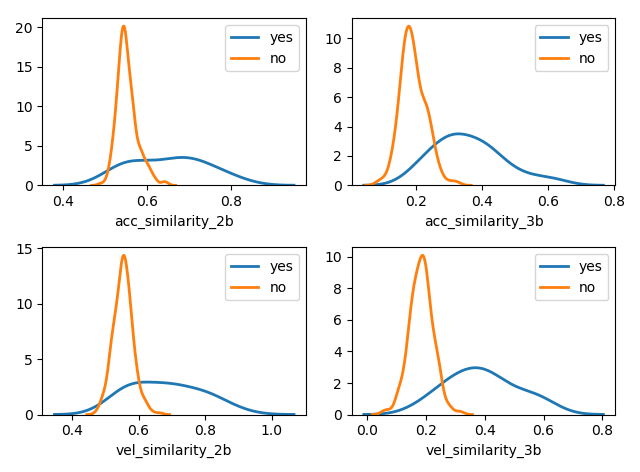 20
15
10
5
0
0.4 0.6 0.8
acc_similarity_2b
yes
no
10
8
6
4
2
0
0.2 0.4 0.6 0.8
acc_similarity_3b
yes
no
15
10
5
0
0.4 0.6 0.8 1.0
vel_similarity_2b
yes
no
10
8
6
4
2
0
0.0 0.2 0.4 0.6 0.8
vel_similarity_3b
yes
no